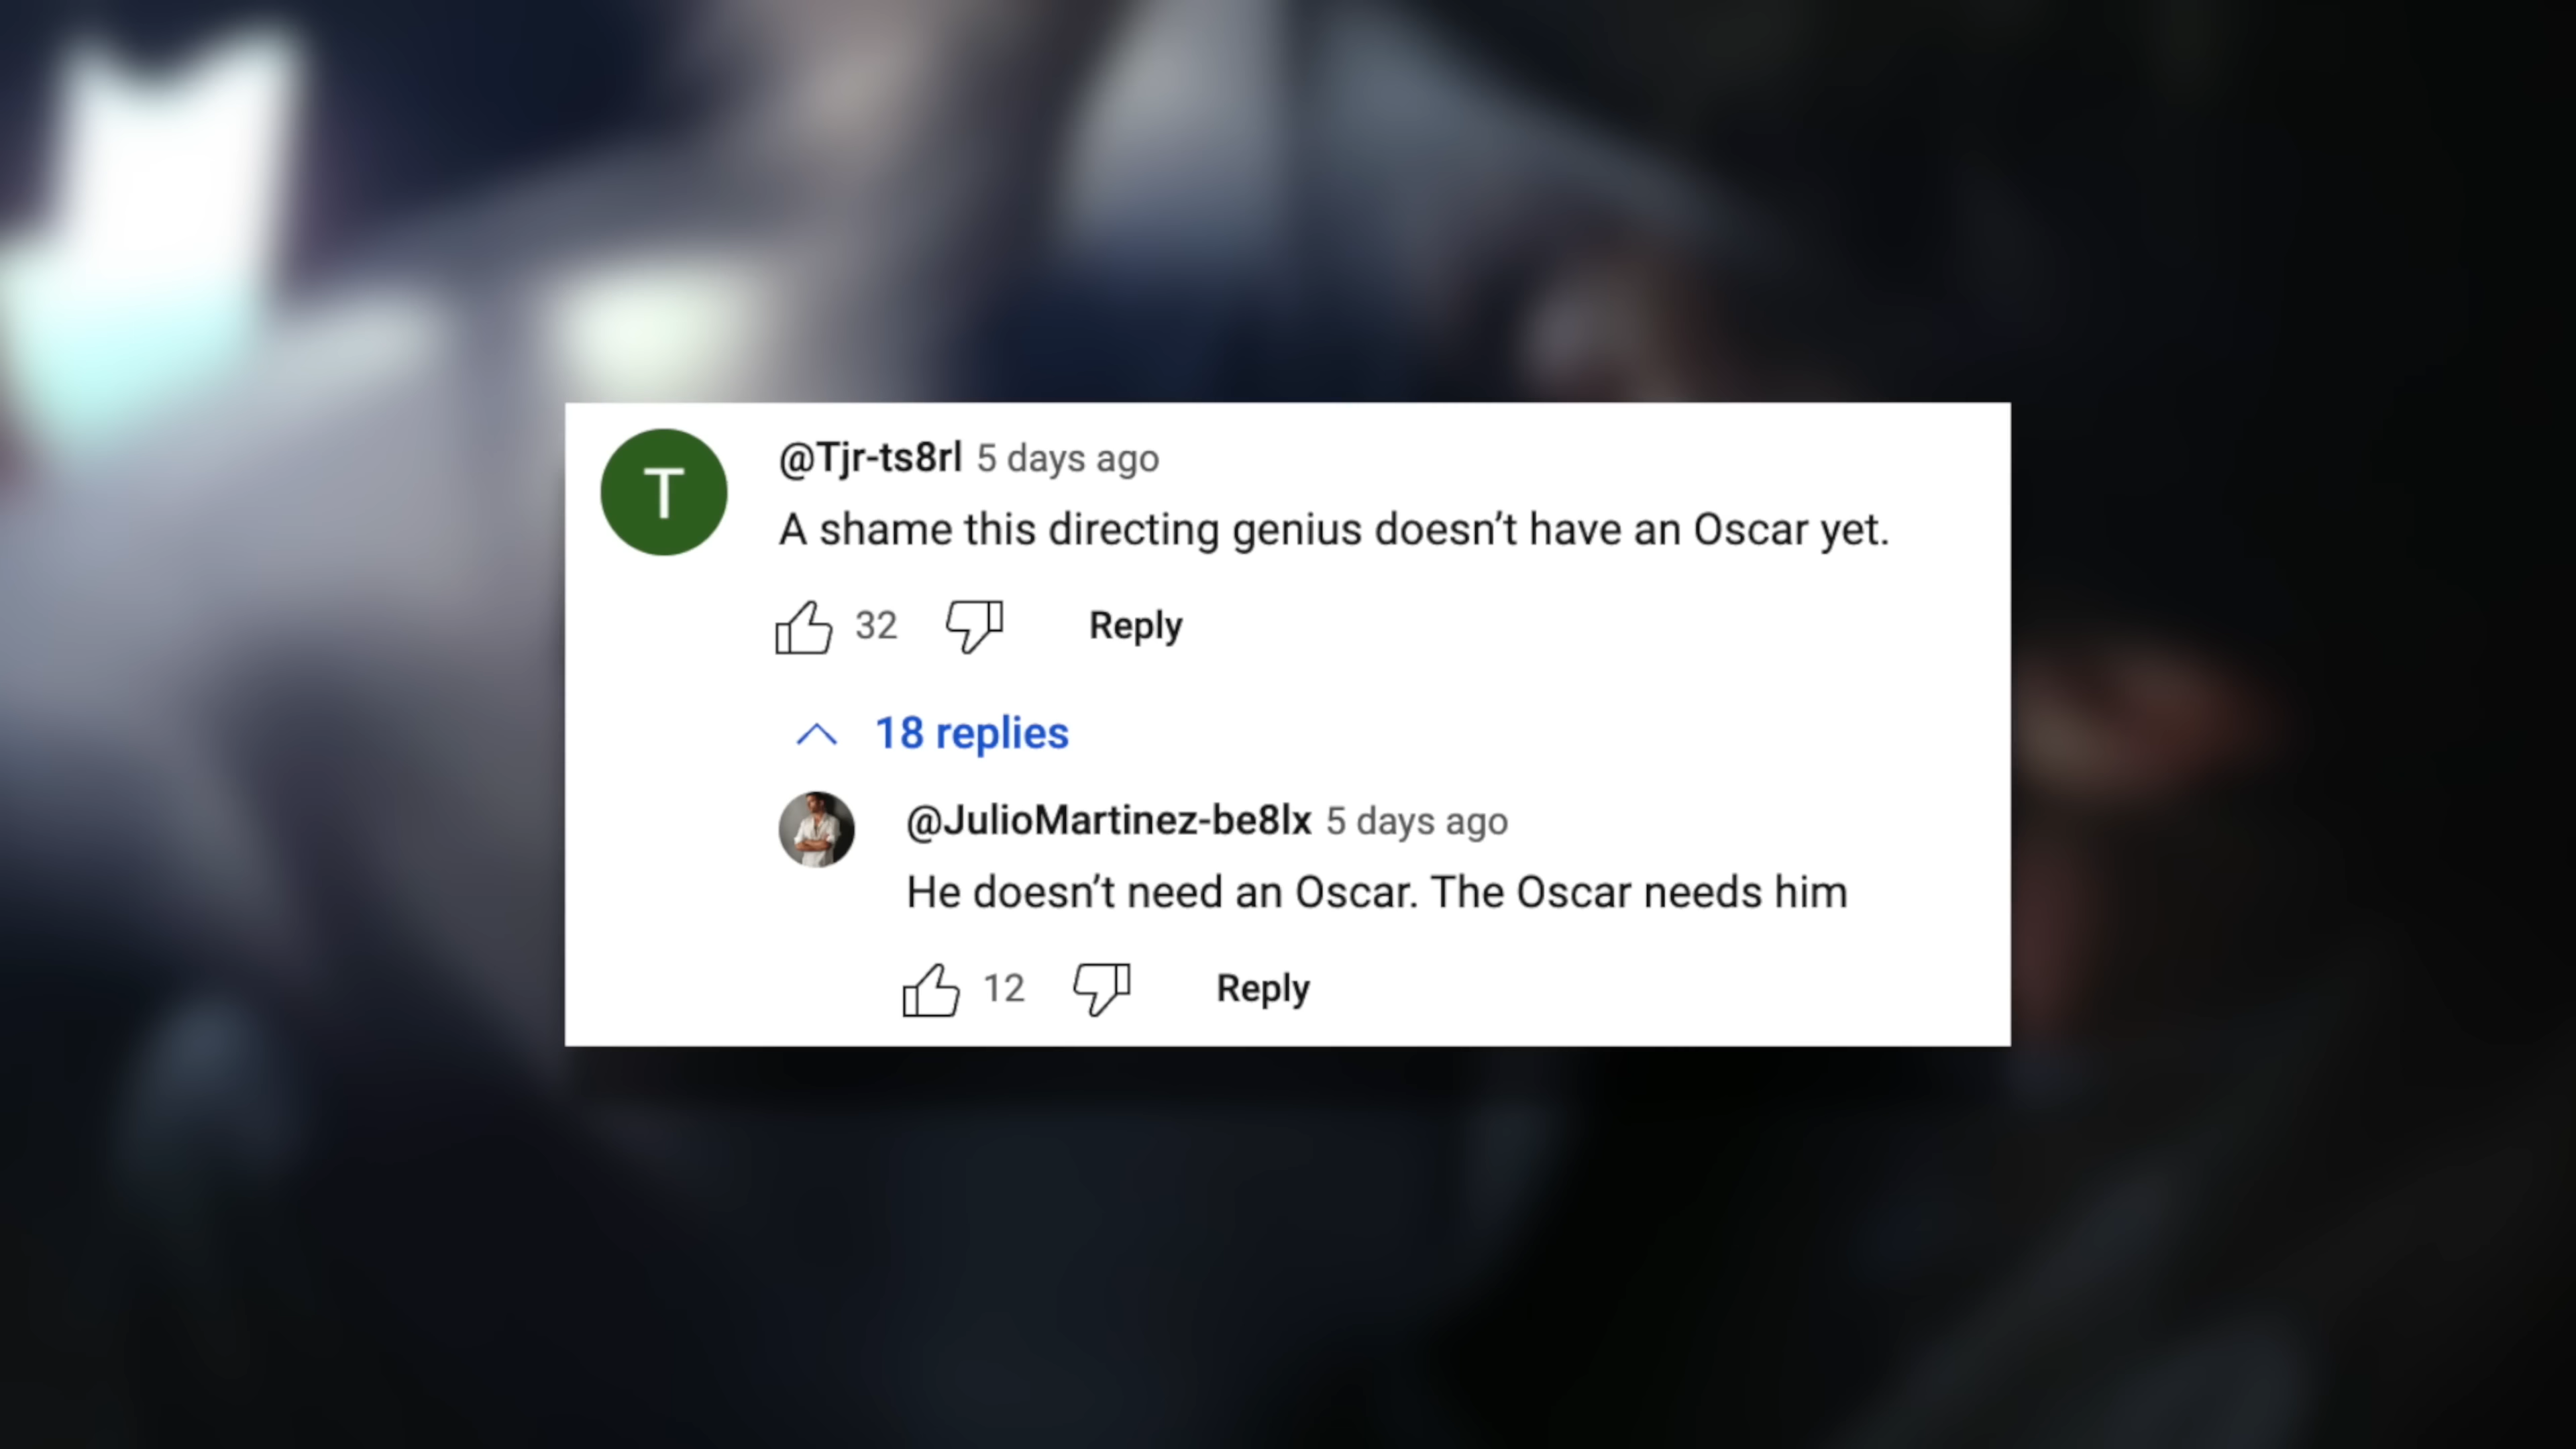 T
@Tjr-ts8rl 5 days ago
A shame this directing genius doesn’t have an Oscar yet.
32 Reply
18 replies
@JulioMartinez-be8lx 5 days ago
He doesn’t need an Oscar. The Oscar needs him
12 Reply